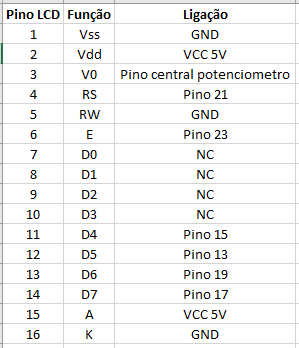 Pino LCD Função Ligação
1 Vss GND
2 Vdd VCC 5V
3 V0 Pino central potenciometro
4 RS Pino 21
5 RW GND
6 E Pino 23
7 D0 NC
8 D1 NC
9 D2 NC
10 D3 NC
11 D4 Pino 15
12 D5 Pino 13
13 D6 Pino 19
14 D7 Pino 17
15 A VCC 5V
16 K GND